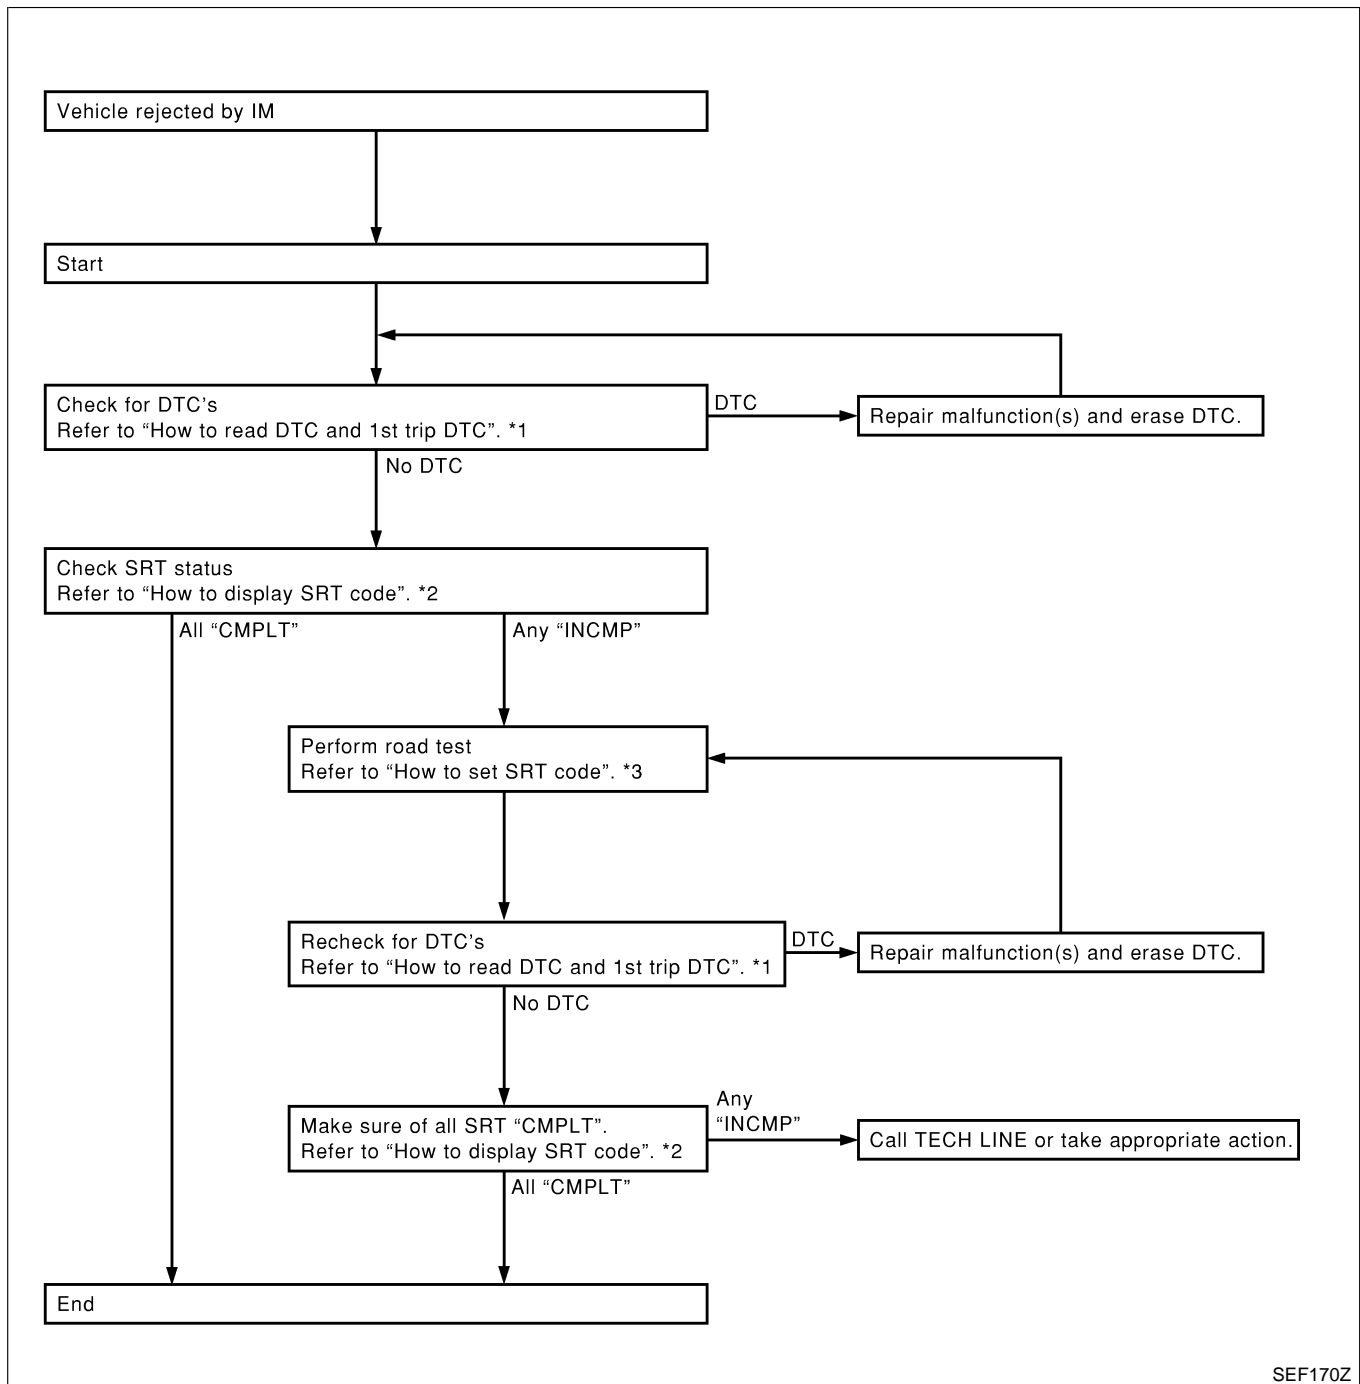 Vehicle rejected by IM
Start
Check for DTC's
Refer to “How to read DTC and 1st trip DTC”. *1
DTC
Repair malfunction(s) and erase DTC.
No DTC
Check SRT status
Refer to “How to display SRT code”. *2
All “CMPLT”
Any “INCMP”
Perform road test
Refer to “How to set SRT code”. *3
Recheck for DTC's
Refer to “How to read DTC and 1st trip DTC”. *1
DTC
Repair malfunction(s) and erase DTC.
No DTC
Make sure of all SRT “CMPLT”.
Refer to “How to display SRT code”. *2
Any
“INCMP”
Call TECH LINE or take appropriate action.
All “CMPLT”
End
SEF170Z